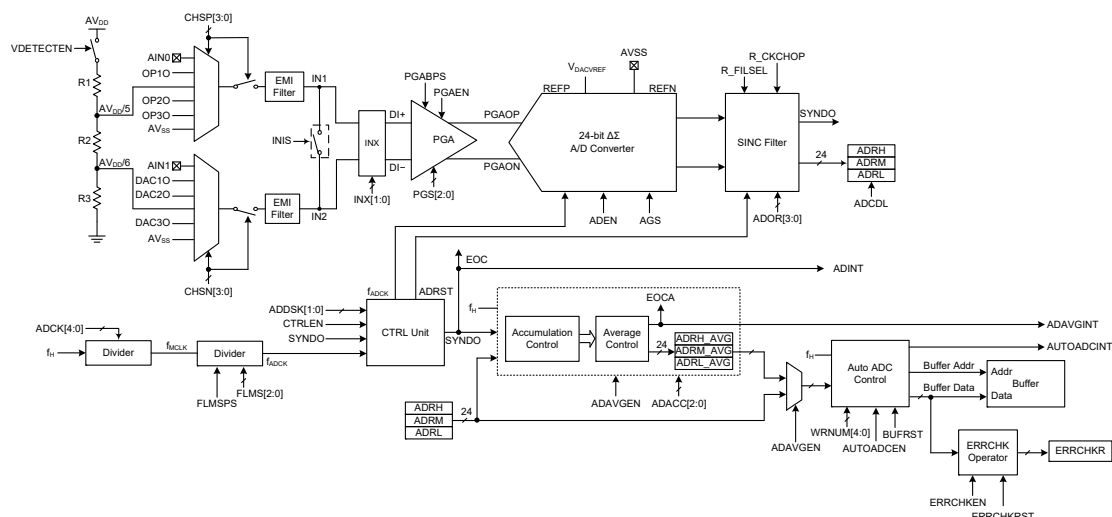 AVDD
VDETECTEN
R1
AVDD/5
R2
AVDD/6
R3
CHSP[3:0]
AIN0
OP1O
OP2O
OP3O
AVSS
AIN1
DAC1O
DAC2O
DAC3O
AVSS
CHSN[3:0]
EMI
Filter
EMI
Filter
IN1
INIS
IN2
INX
INX[1:0]
DI+
DI−
PGABPS
PGAEN
PGA
PGS[2:0]
PGAOP
PGAON
VDACVREF
AVSS
REFP
REFN
24-bit ΔΣ
A/D Converter
ADEN
AGS
R_CKCHOP
R_FILSEL
SINC Filter
ADOR[3:0]
SYNDO
24
ADRH
ADRM
ADRL
ADCDL
ADCK[4:0]
fH
Divider
fMCLK
Divider
fADCK
FLMSPS
FLMS[2:0]
ADDSK[1:0]
CTRLEN
SYNDO
fADCK
ADRST
CTRL Unit
SYNDO
EOC
ADINT
fH
Accumulation
Control
Average
Control
EOCA
24
ADRH_AVG
ADRM_AVG
ADRL_AVG
ADAVGEN
ADACC[2:0]
ADAVGINT
ADRH
ADRM
ADRL
24
ADAVGEN
fH
Auto ADC
Control
AUTOADCINT
WRNUM[4:0]
AUTOADCEN
BUFRST
Buffer Addr
Buffer Data
Addr
Buffer
Data
ERRCHK
Operator
ERRCHKR
ERRCHKEN
ERRCHKRST